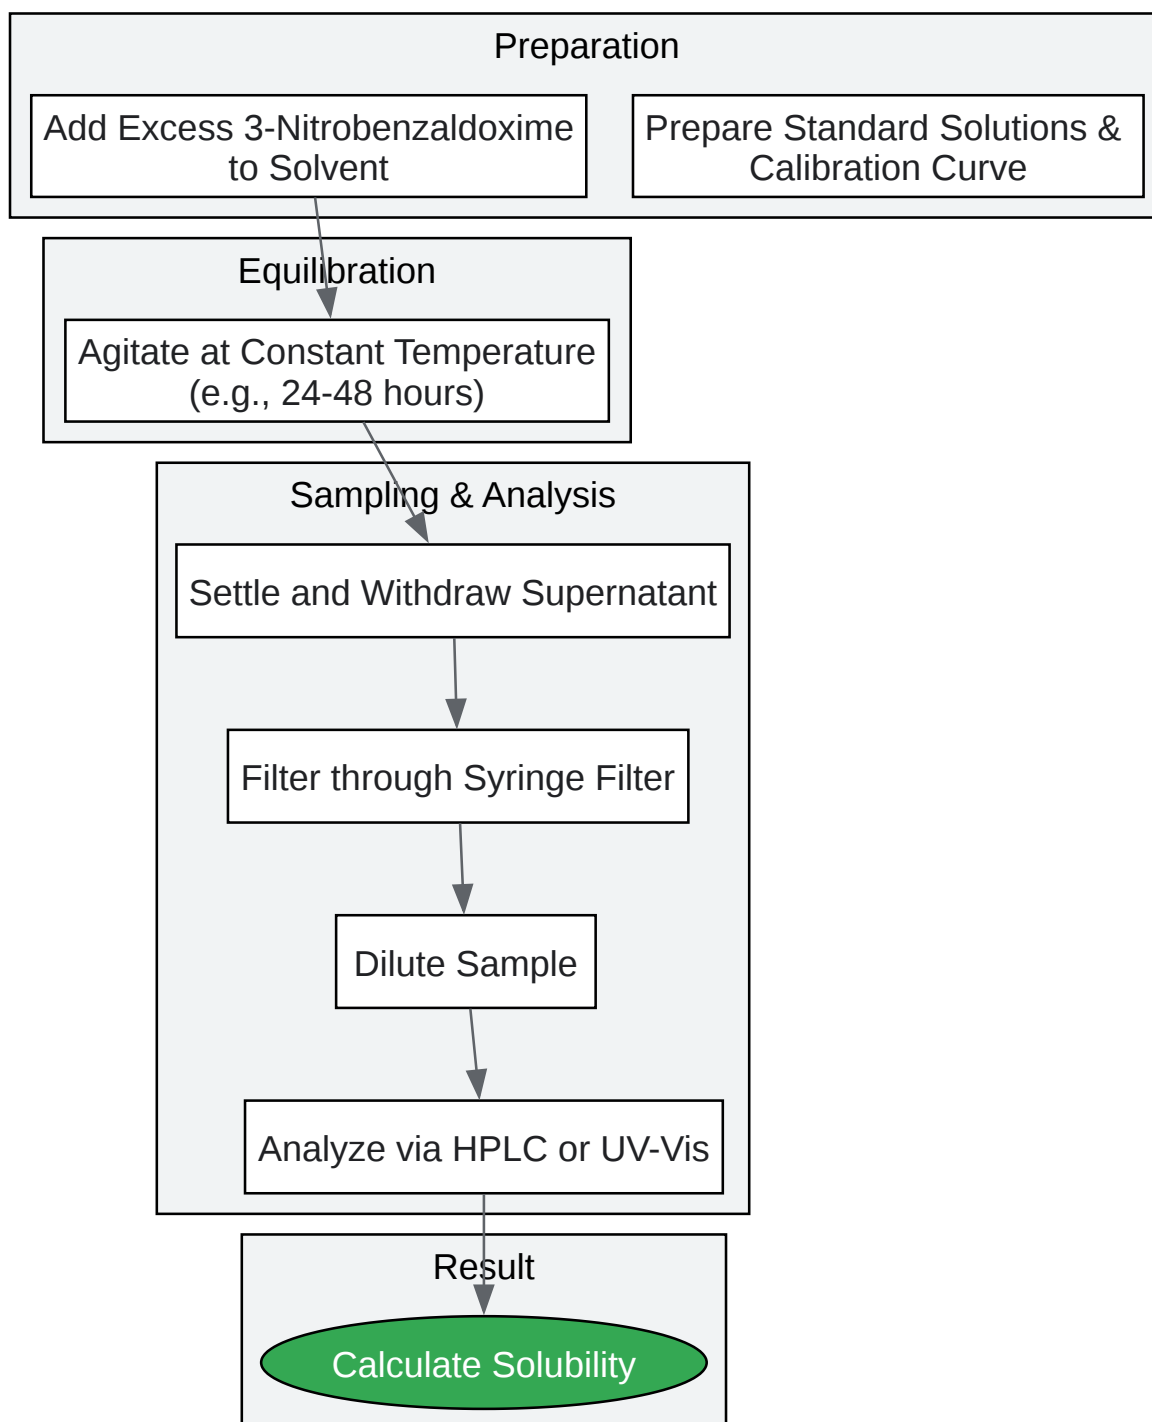 Preparation
Add Excess 3-Nitrobenzaldoxime
to Solvent
Prepare Standard Solutions &
Calibration Curve
Equilibration
Agitate at Constant Temperature
(e.g., 24-48 hours)
Sampling & Analysis
Settle and Withdraw Supernatant
Filter through Syringe Filter
Dilute Sample
Analyze via HPLC or UV-Vis
Result
Calculate Solubility